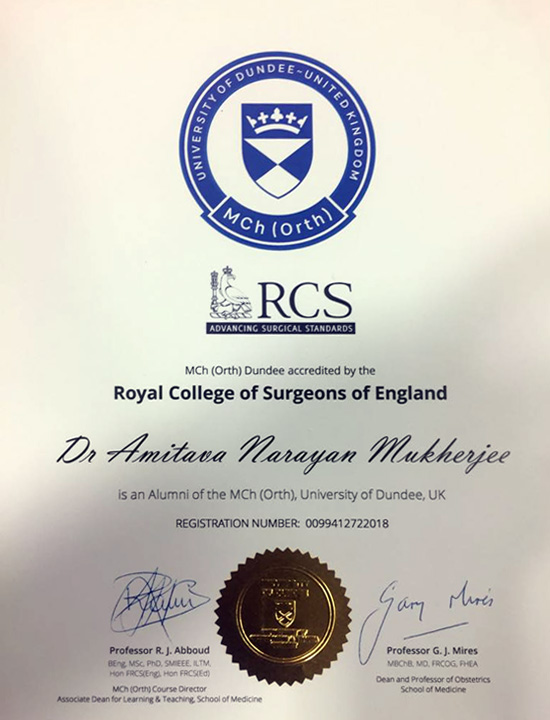 UNIVERSITY OF DUNDEE~UNITED KINGDOM
MCh (Orth)
RCS
ADVANCING SURGICAL STANDARDS
MCh (Orth) Dundee accredited by the
Royal College of Surgeons of England
Dr Amitava Narayan Mukherjee
is an Alumni of the MCh (Orth), University of Dundee, UK
REGISTRATION NUMBER: 0099412722018
Gary Mires
Professor R. J. Abboud
BEng, MSc, PhD, SMIEEE, ILTM,
Hon FRCS(Eng), Hon FRCS(Ed)
MCh (Orth) Course Director
Associate Dean for Learning & Teaching, School of Medicine
Professor G. J. Mires
MBChB, MD, FRCOG, FHEA
Dean and Professor of Obstetrics
School of Medicine